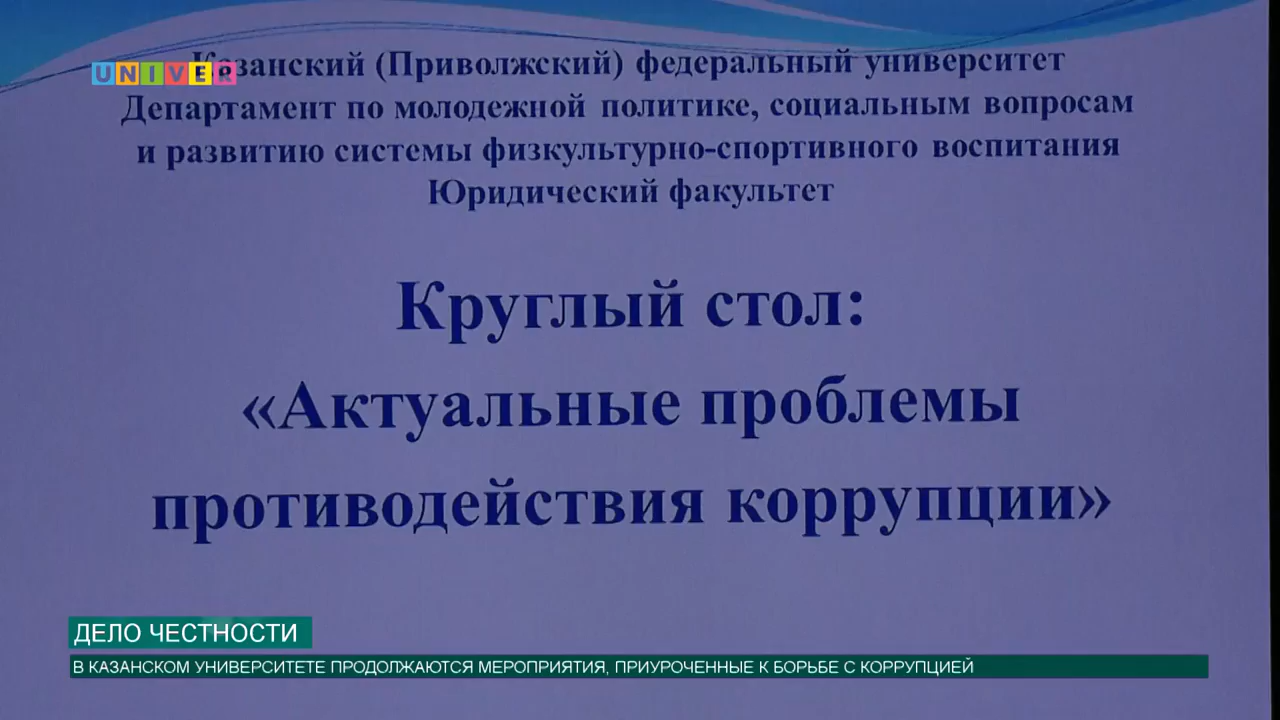 UNIVER
Казанский (Приволжский) федеральный университет
Департамент по молодежной политике, социальным вопросам
и развитию системы физкультурно-спортивного воспитания
Юридический факультет
Круглый стол:
«Актуальные проблемы
противодействия коррупции»
ДЕЛО ЧЕСТНОСТИ
В КАЗАНСКОМ УНИВЕРСИТЕТЕ ПРОДОЛЖАЮТСЯ МЕРОПРИЯТИЯ, ПРИУРОЧЕННЫЕ К БОРЬБЕ С КОРРУПЦИЕЙ